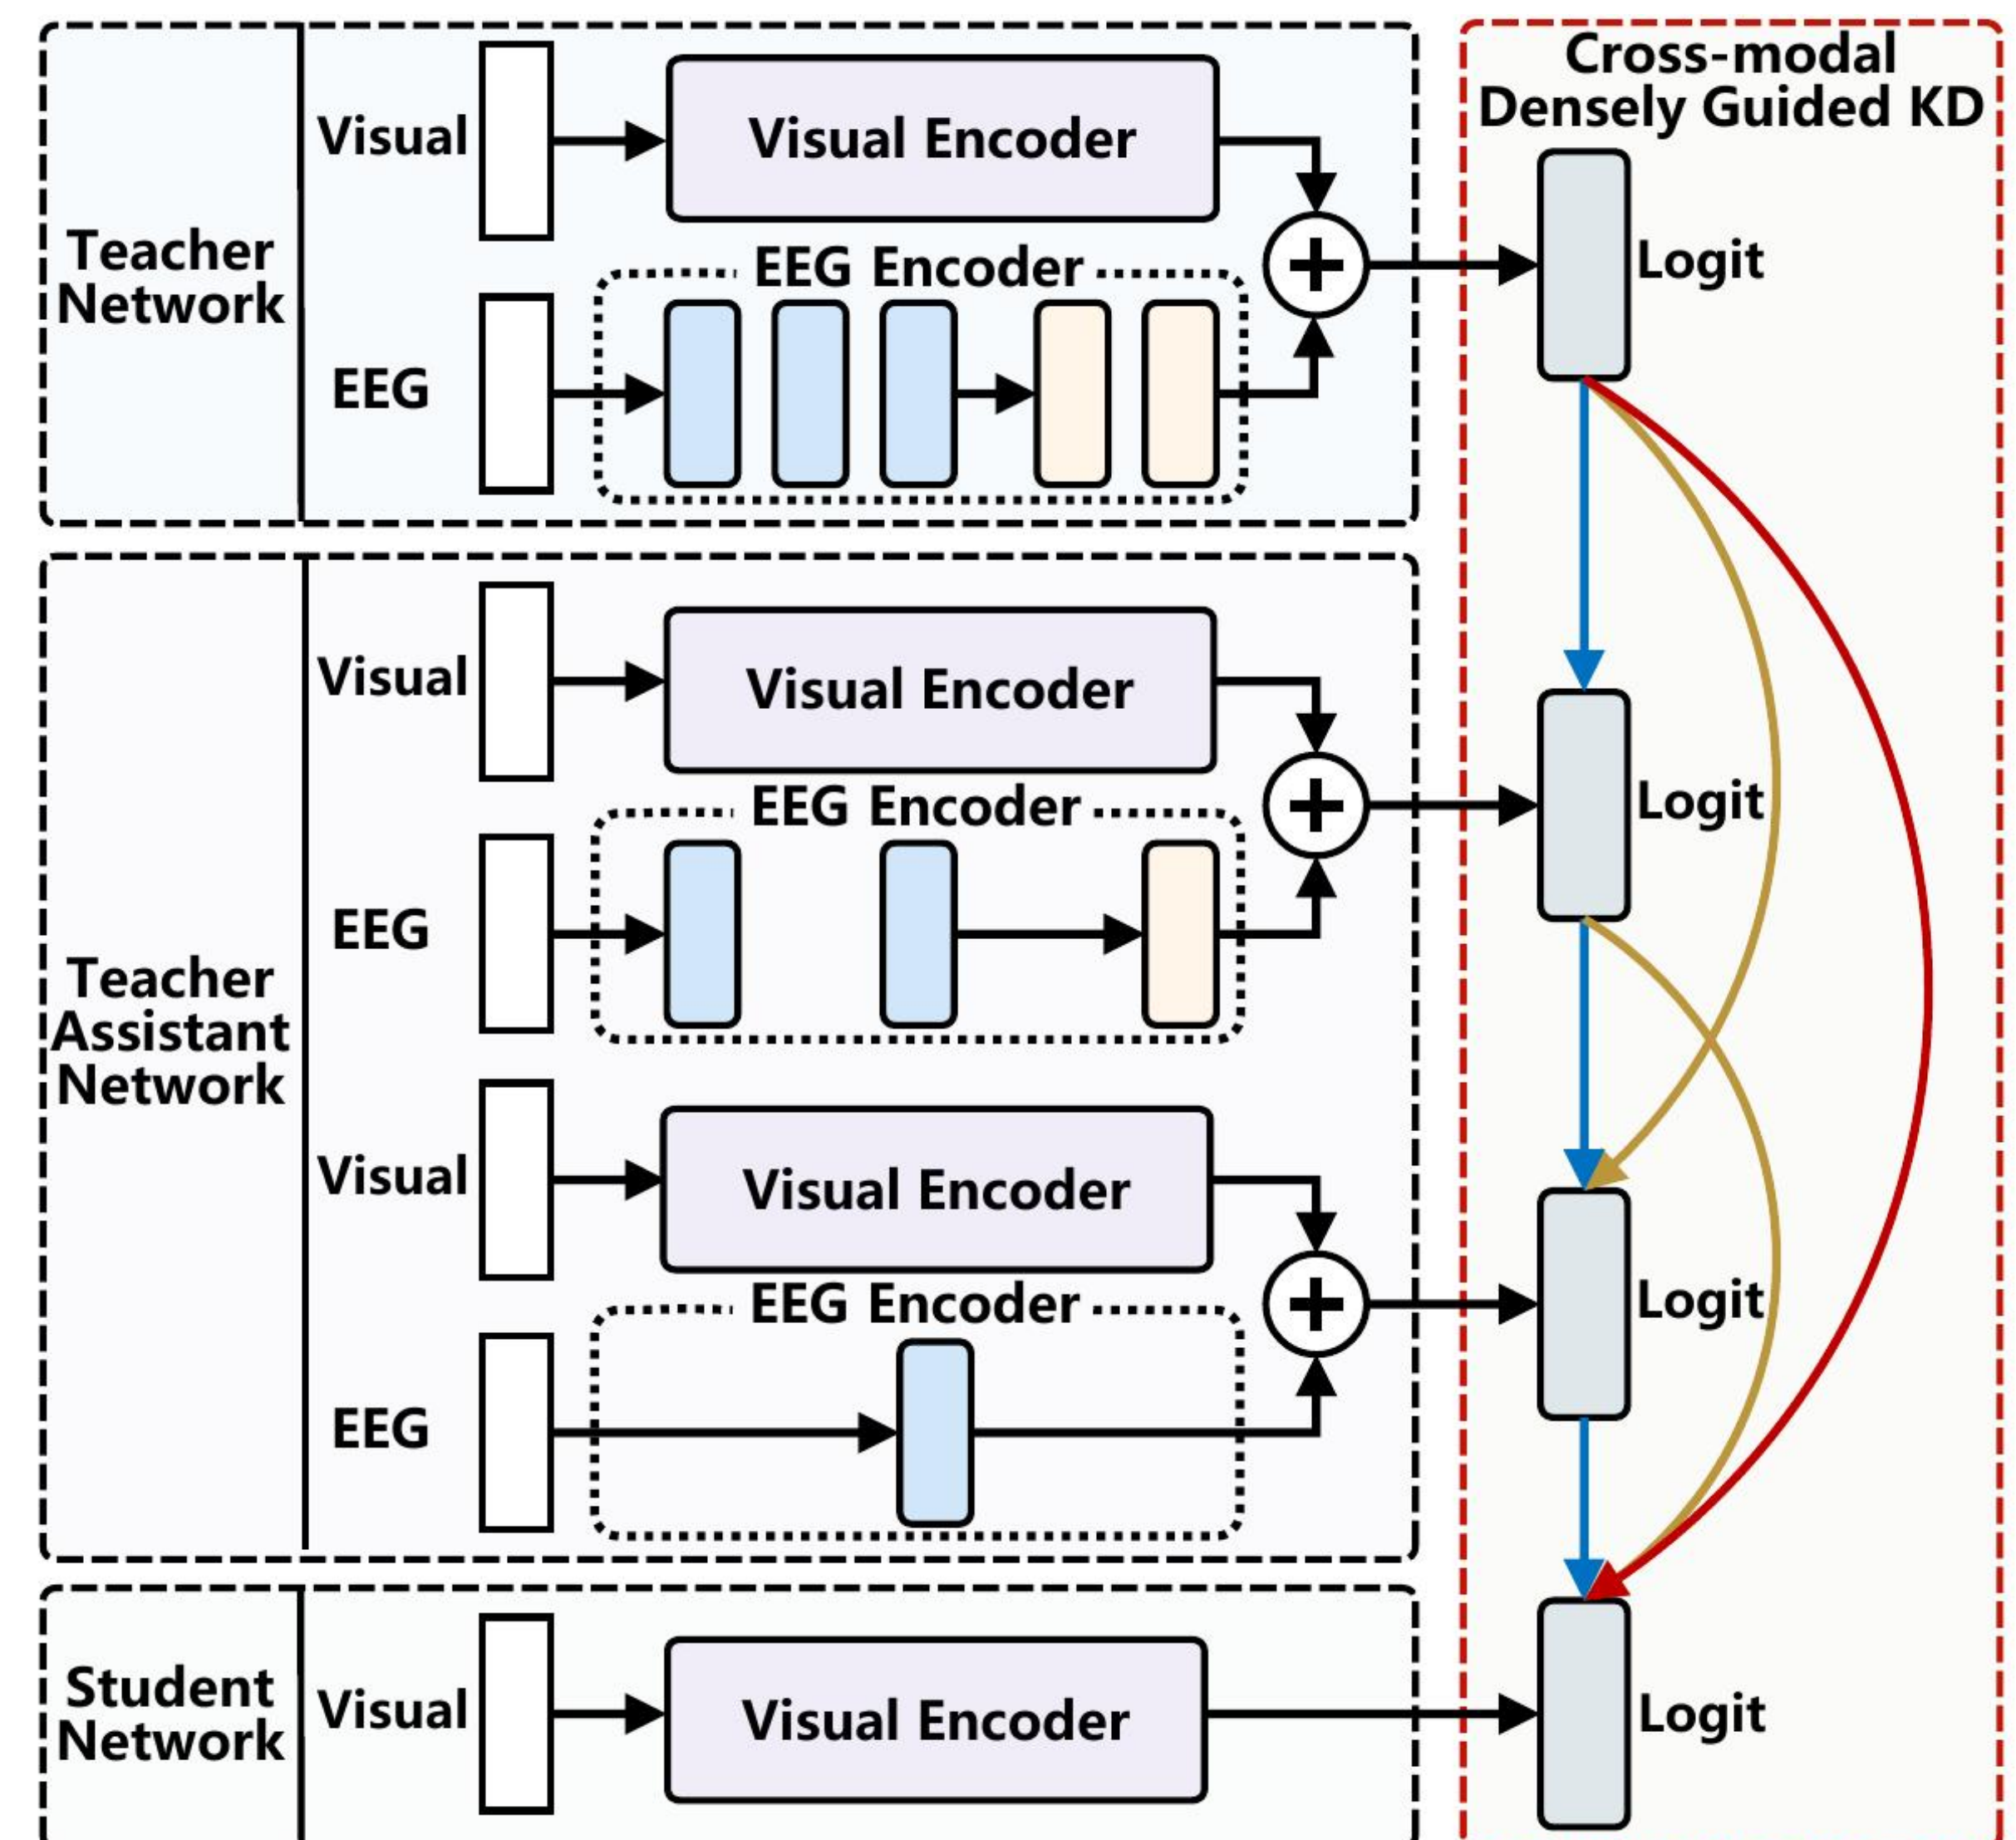 Cross-modal
Densely Guided KD
Teacher
Network
Visual
Visual Encoder
EEG Encoder
EEG
Logit
Teacher
Assistant
Network
Visual
Visual Encoder
EEG Encoder
EEG
Logit
Visual
Visual Encoder
EEG Encoder
EEG
Logit
Student
Network
Visual
Visual Encoder
Logit